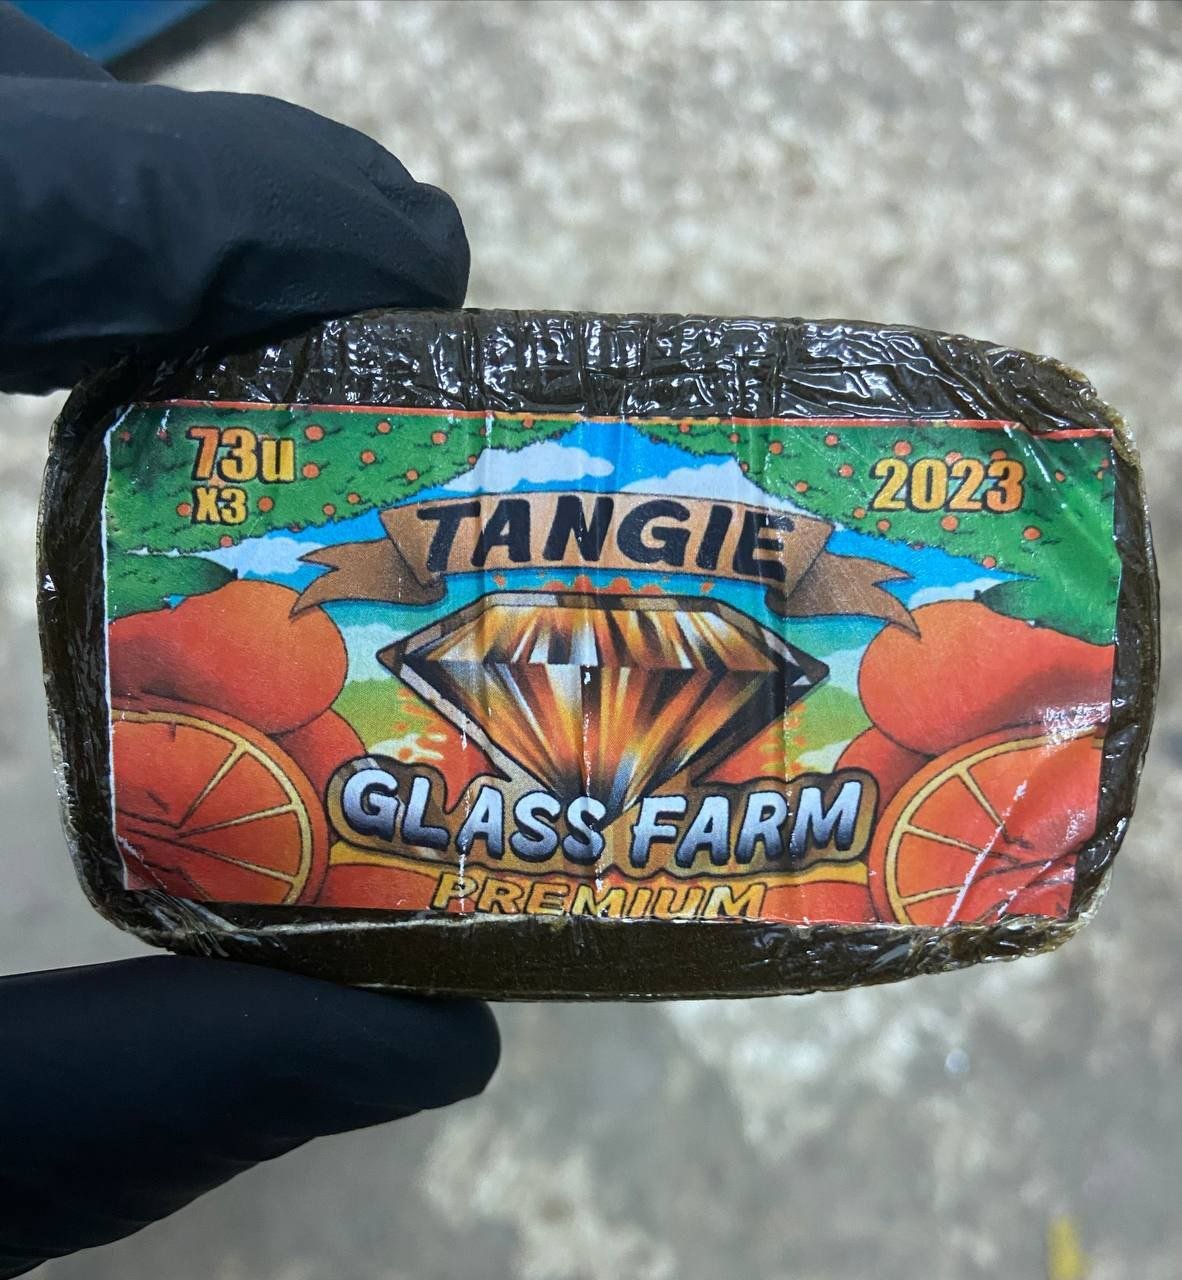 73u
X3
2023
TANGIE
GLASS FARM
PREMIUM